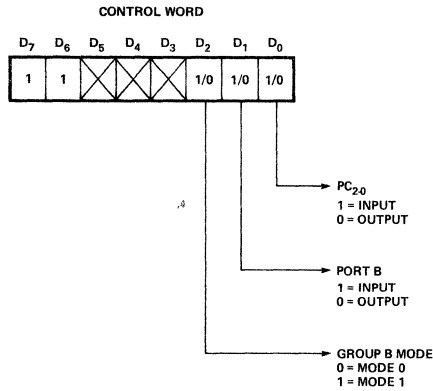 CONTROL WORD
D7 D6 D5 D4 D3 D2 D1 D0
1 1 1/0 1/0 1/0
PC2-0
1 = INPUT
0 = OUTPUT
PORT B
1 = INPUT
0 = OUTPUT
GROUP B MODE
0 = MODE 0
1 = MODE 1